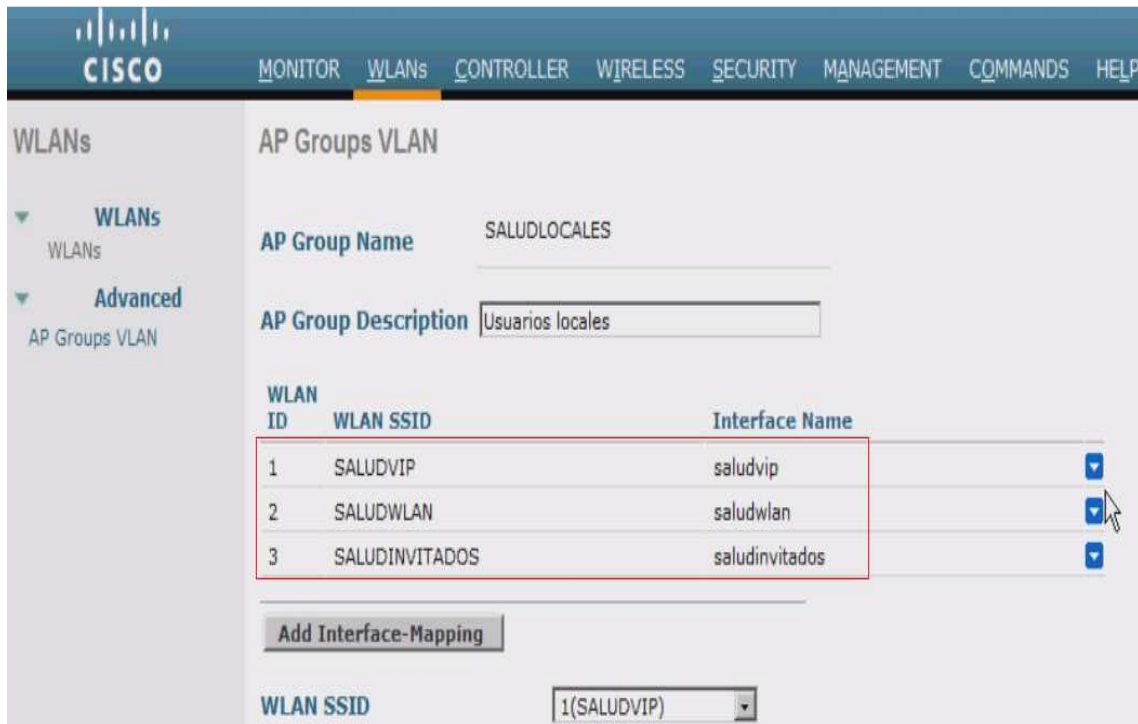 CISCO
MONITOR WLANs CONTROLLER WIRELESS SECURITY MANAGEMENT COMMANDS HELP
WLANs
WLANs
WLANs
Advanced
AP Groups VLAN
AP Groups VLAN
AP Group Name SALUDLOCALES
AP Group Description Usuarios locales
WLAN
ID WLAN SSID Interface Name
1 SALUDVIP saludvip
2 SALUDWLAN saludwlan
3 SALUDINVITADOS saludinvitados
Add Interface-Mapping
WLAN SSID 1(SALUDVIP)